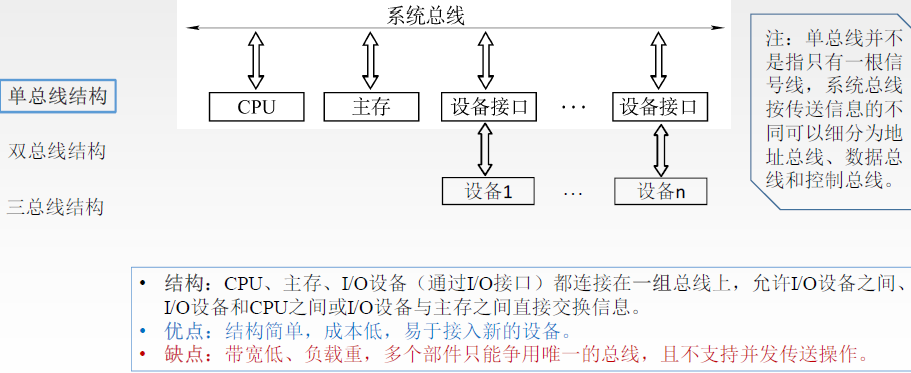 系统总线
CPU
主存
设备接口
···
设备接口
设备1
···
设备n
单总线结构
双总线结构
三总线结构
注：单总线并不
是指只有一根信
号线，系统总线
按传送信息的不
同可以细分为地
址总线、数据总
线和控制总线。
• 结构：CPU、主存、I/O设备（通过I/O接口）都连接在一组总线上，允许I/O设备之间、
I/O设备和CPU之间或I/O设备与主存之间直接交换信息。
• 优点：结构简单，成本低，易于接入新的设备。
• 缺点：带宽低、负载重，多个部件只能争用唯一的总线，且不支持并发传送操作。